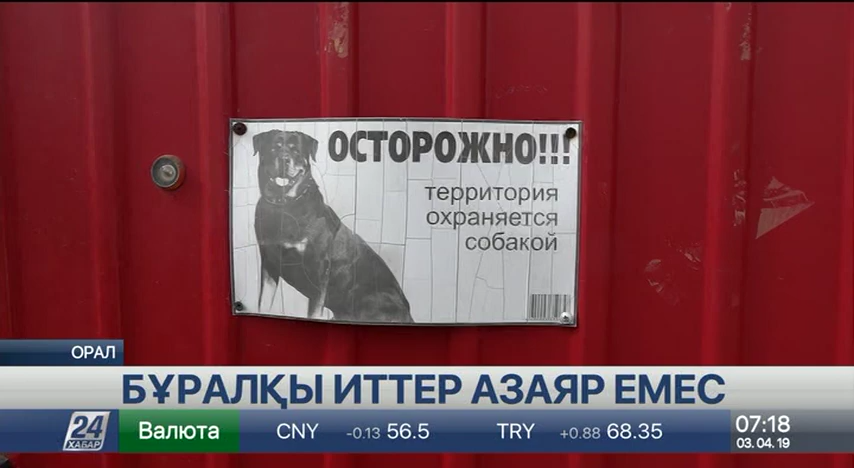 ОСТОРОЖНО!!!
территория
охраняется
собакой
ОРАЛ
БҰРАЛҚЫ ИТТЕР АЗАЯР ЕМЕС
24 ХАБАР
Валюта CNY -0.13 56.5 TRY +0.88 68.35
07:18
03.04.19